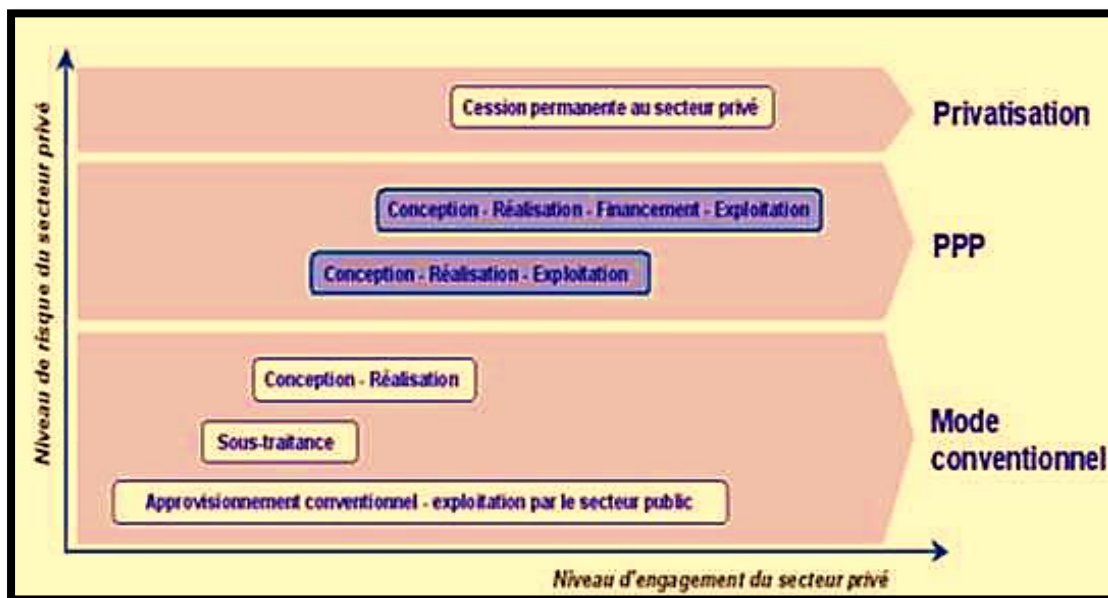 Niveau de risque du secteur privé
Cession permanente au secteur privé
Privatisation
Conception - Réalisation - Financement - Exploitation
Conception - Réalisation - Exploitation
PPP
Conception - Réalisation
Sous-traitance
Approvisionnement conventionnel - exploitation par le secteur public
Mode
conventionnel
Niveau d'engagement du secteur privé